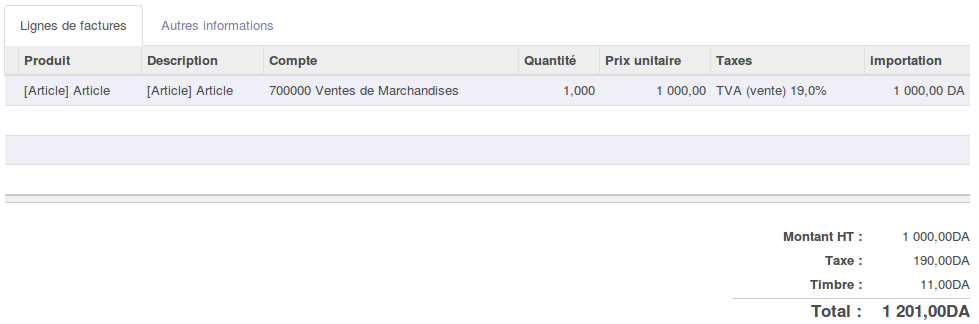 Lignes de factures Autres informations
Produit Description Compte Quantité Prix unitaire Taxes importation
[Article] Article [Article] Article 700000 Ventes de Marchandises 1,000 1 000,00 TVA (vente) 19,0% 1 000,00 DA
Montant HT : 1 000,00DA
Taxe : 190,00DA
Timbre : 11,00DA
Total : 1 201,00DA